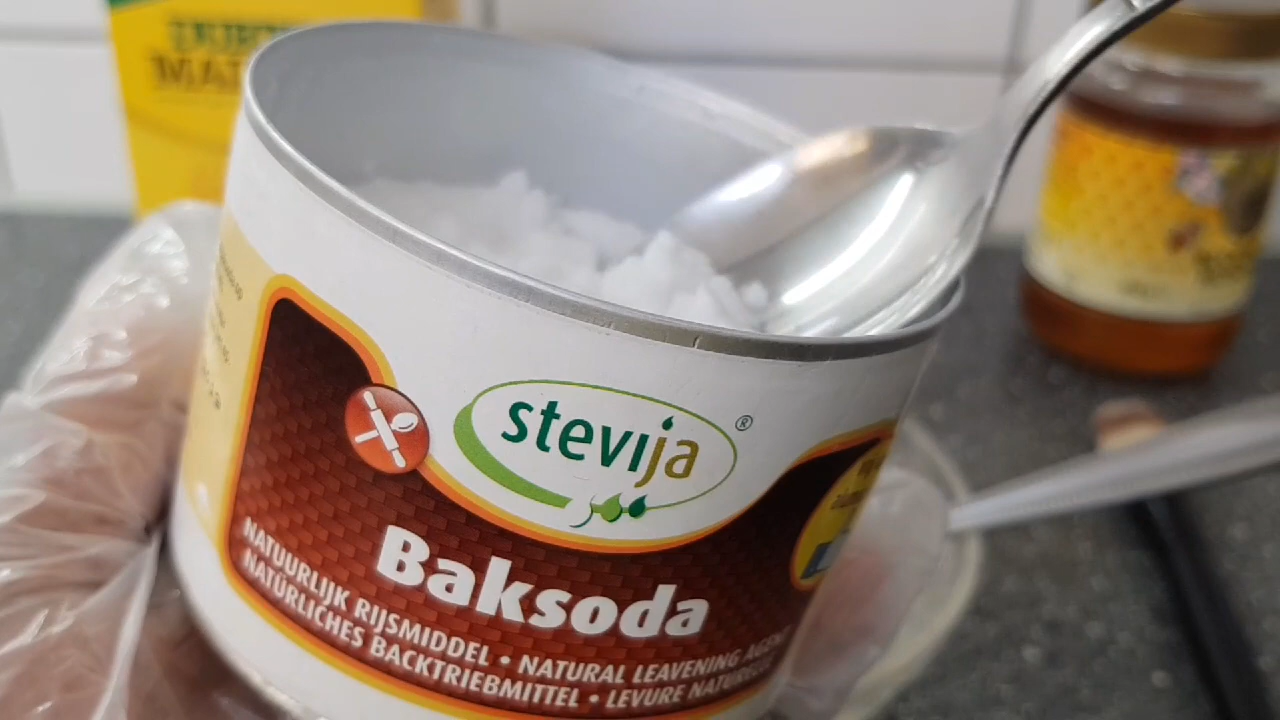 stevija®
Baksoda
NATUURLIJK RIJSMIDDEL • NATURAL LEAVENING AGENT
NATÜRLICHES BACKTRIEBMITTEL • LEVURE NATURELLE